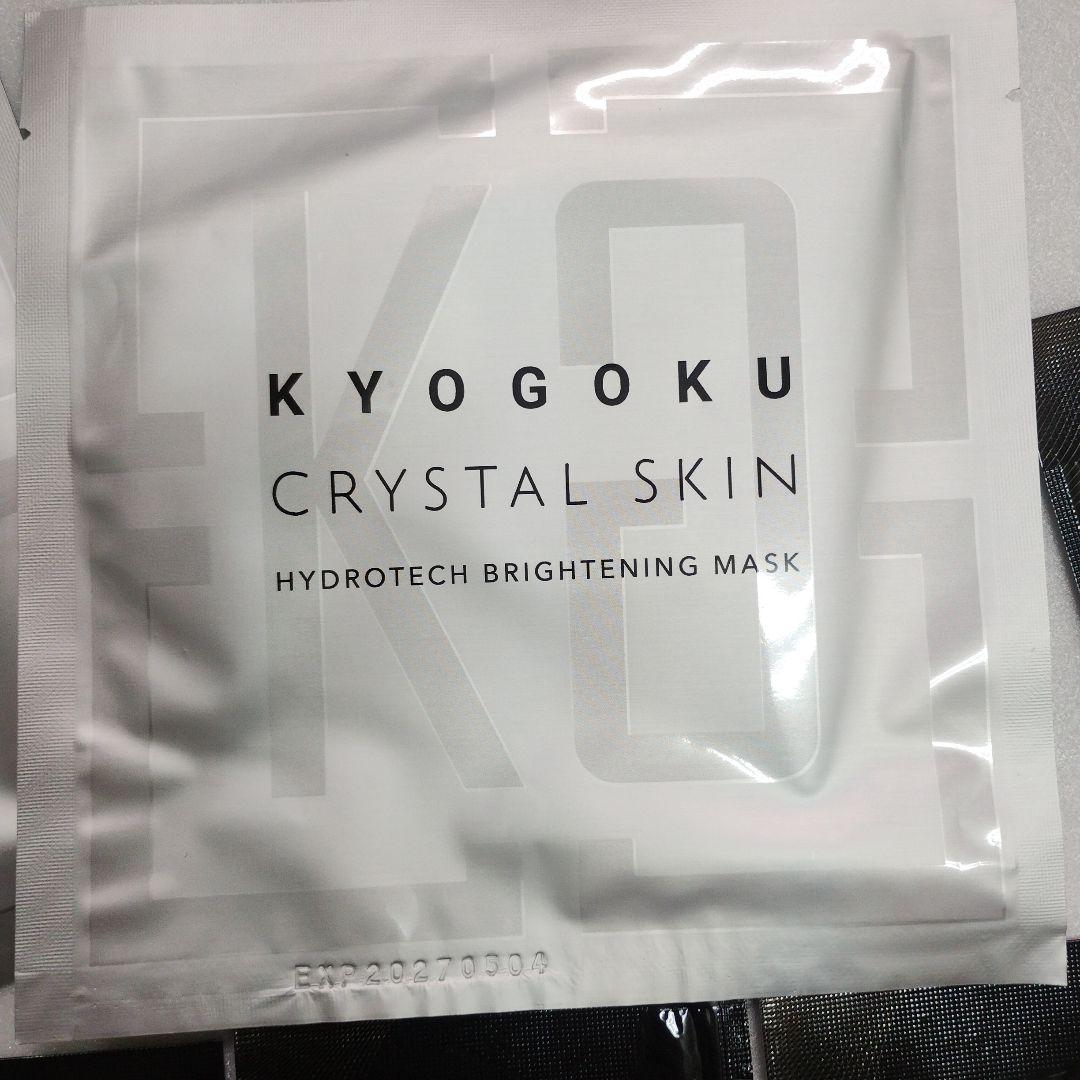 KYOGOKU
CRYSTAL SKIN
HYDROTECH BRIGHTENING MASK
EXP20270504